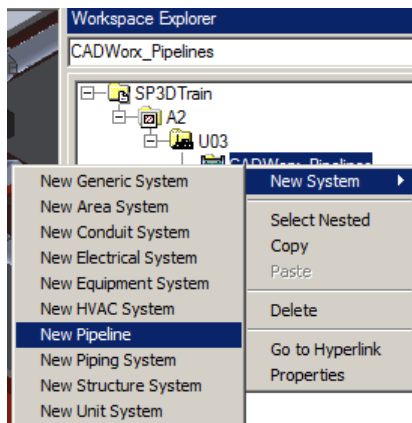 Workspace Explorer
CADWorx_Pipelines
SP3DTrain
A2
U03
CADWorx_Pipelines
New Generic System
New Area System
New Conduit System
New Electrical System
New Equipment System
New HVAC System
New Pipeline
New Piping System
New Structure System
New Unit System
New System
Select Nested
Copy
Paste
Delete
Go to Hyperlink
Properties